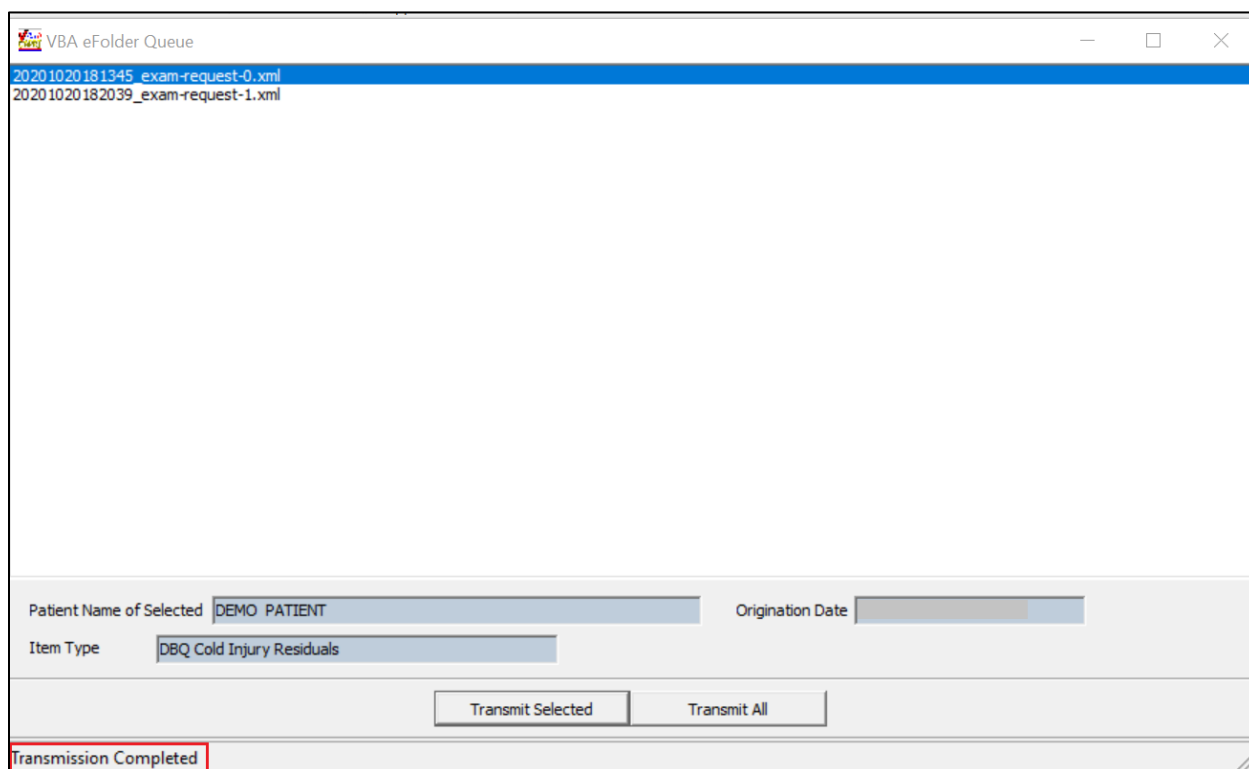 VBA eFolder Queue
20201020181345_exam-request-0.xml
20201020182039_exam-request-1.xml
Patient Name of Selected DEMO PATIENT Origination Date
Item Type DBQ Cold Injury Residuals
Transmit Selected Transmit All
Transmission Completed